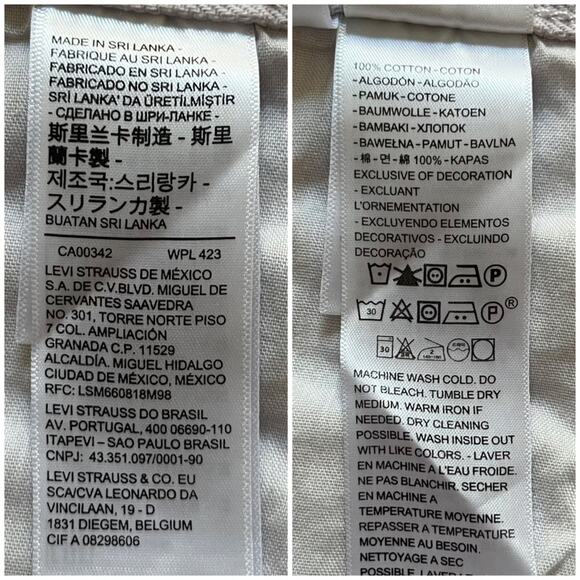 MADE IN SRI LANKA -
FABRIQUE AU SRI LANKA -
FABRICADO EN SRI LANKA -
FABRICADO NO SRI LANKA -
SRİ LANKA'DA ÜRETİLMİŞTİR
- СДЕЛАНО В ШРИ-ЛАНКЕ -
斯里兰卡制造 - 斯里
蘭卡製 -
제조국:스리랑카 -
スリランカ製 -
BUATAN SRI LANKA
CA00342 WPL 423
LEVI STRAUSS DE MÉXICO
S.A. DE C.V.BLVD. MIGUEL DE
CERVANTES SAAVEDRA
NO. 301, TORRE NORTE PISO
7 COL. AMPLIACIÓN
GRANADA C.P. 11529
ALCALDÍA. MIGUEL HIDALGO
CIUDAD DE MÉXICO, MÉXICO
RFC: LSM660818M98
LEVI STRAUSS DO BRASIL
AV. PORTUGAL, 400 06690-110
ITAPEVI – SAO PAULO BRASIL
CNPJ: 43.351.097/0001-90
LEVI STRAUSS & CO. EU
SCA/CVA LEONARDO DA
VINCILAAN, 19 - D
1831 DIEGEM, BELGIUM
CIF A 08298606
100% COTTON - COTON
- ALGODÓN - ALGODÃO
- PAMUK - COTONE
- BAUMWOLLE - KATOEN
- BAMBAKI - ХЛОПОК
- BAWEŁNA - PAMUT - BAVLNA
- 棉 - 면 - 綿 100% - KAPAS
EXCLUSIVE OF DECORATION
- EXCLUANT
L'ORNEMENTATION
- EXCLUYENDO ELEMENTOS
DECORATIVOS - EXCLUINDO
DECORAÇÃO
P
30 P ®
30
MACHINE WASH COLD. DO
NOT BLEACH. TUMBLE DRY
MEDIUM. WARM IRON IF
NEEDED. DRY CLEANING
POSSIBLE. WASH INSIDE OUT
WITH LIKE COLORS. - LAVER
EN MACHINE A L'EAU FROIDE.
NE PAS BLANCHIR. SECHER
EN MACHINE A
TEMPERATURE MOYENNE.
REPASSER A TEMPERATURE
MOYENNE AU BESOIN.
NETTOYAGE A SEC
POSSIBLE. LAVER A